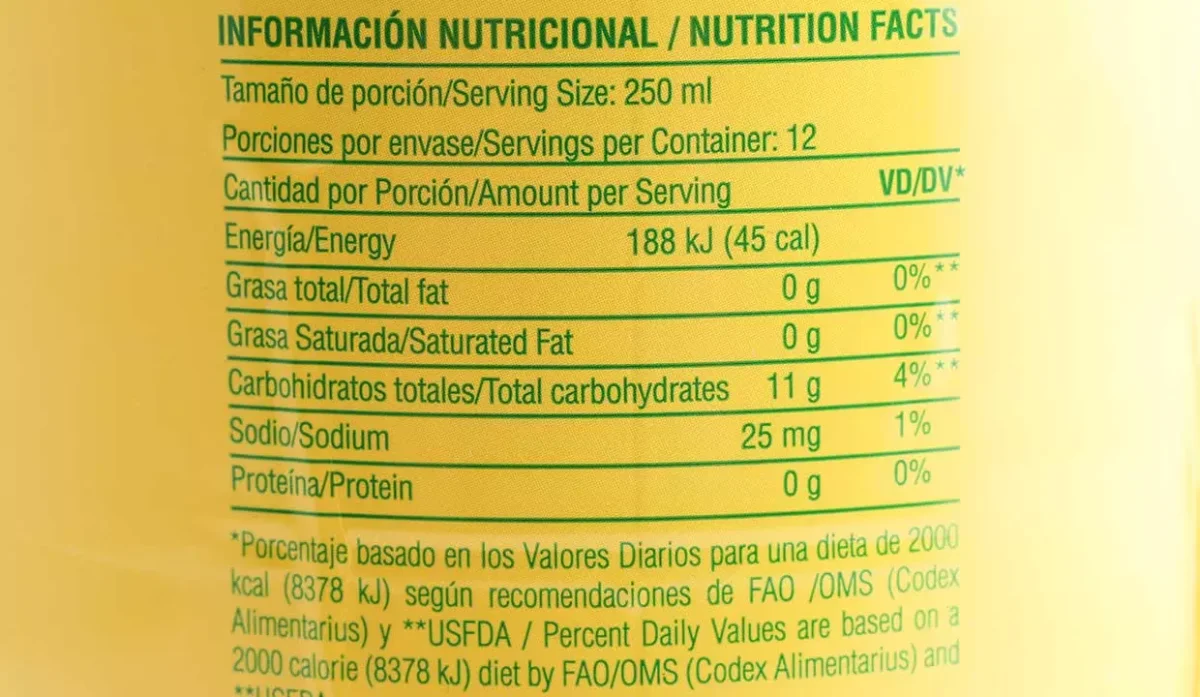 INFORMACIÓN NUTRICIONAL / NUTRITION FACTS
Tamaño de porción/Serving Size: 250 ml
Porciones por envase/Servings per Container: 12
Cantidad por Porción/Amount per Serving VD/DV*
Energía/Energy 188 kJ (45 cal)
Grasa total/Total fat 0 g 0%**
Grasa Saturada/Saturated Fat 0 g 0%**
Carbohidratos totales/Total carbohydrates 11 g 4%**
Sodio/Sodium 25 mg 1%
Proteína/Protein 0 g 0%
*Porcentaje basado en los Valores Diarios para una dieta de 2000
kcal (8378 kJ) según recomendaciones de FAO /OMS (Codex
Alimentarius) y **USFDA / Percent Daily Values are based on a
2000 calorie (8378 kJ) diet by FAO/OMS (Codex Alimentarius) and
**USFDA